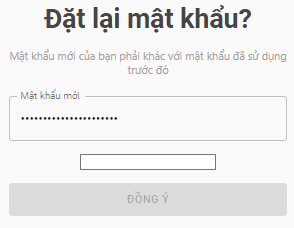 Đặt lại mật khẩu?
Mật khẩu mới của bạn phải khác với mật khẩu đã sử dụng
trước đó
Mật khẩu mới
••••••••••••••••••••••
ĐỒNG Ý